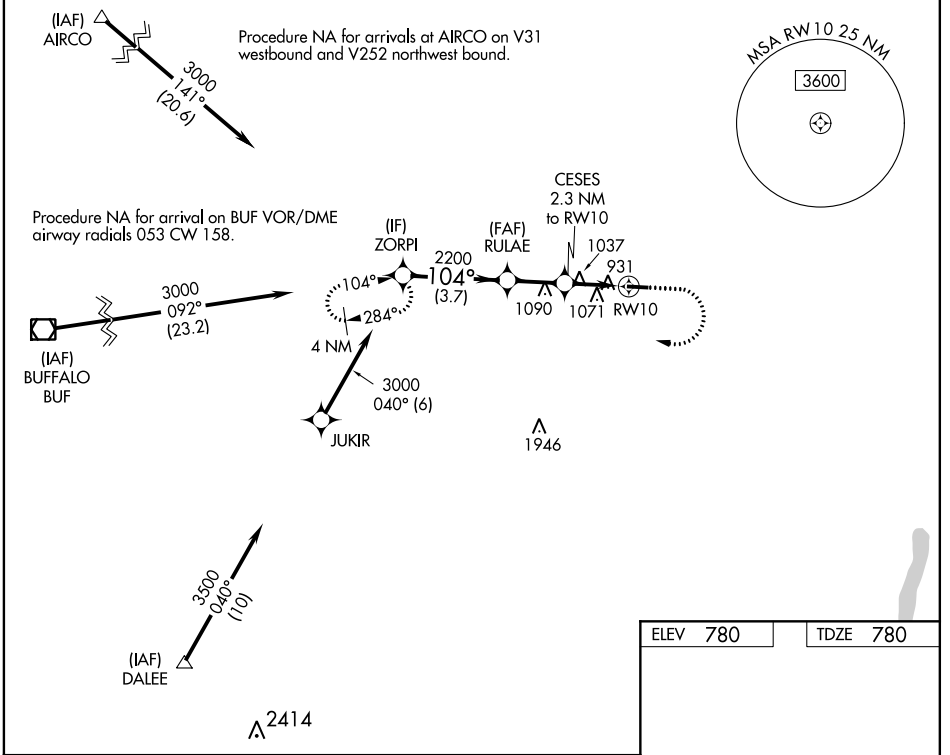 (IAF)
AIRCO
3000
141°
(20.6)
Procedure NA for arrivals at AIRCO on V31
westbound and V252 northwest bound.
MSA RW10 25 NM
3600
Procedure NA for arrival on BUF VOR/DME
airway radials 053 CW 158.
3000
092°
(23.2)
(IAF)
BUFFALO
BUF
(IF)
ZORPI
104°
284°
4 NM
2200
104°
(3.7)
(FAF)
RULAE
CESES
2.3 NM
to RW10
1037
931
1090
1071
RW10
3000
040° (6)
JUKIR
1946
3500
040°
(10)
(IAF)
DALEE
2414
ELEV 780
TDZE 780